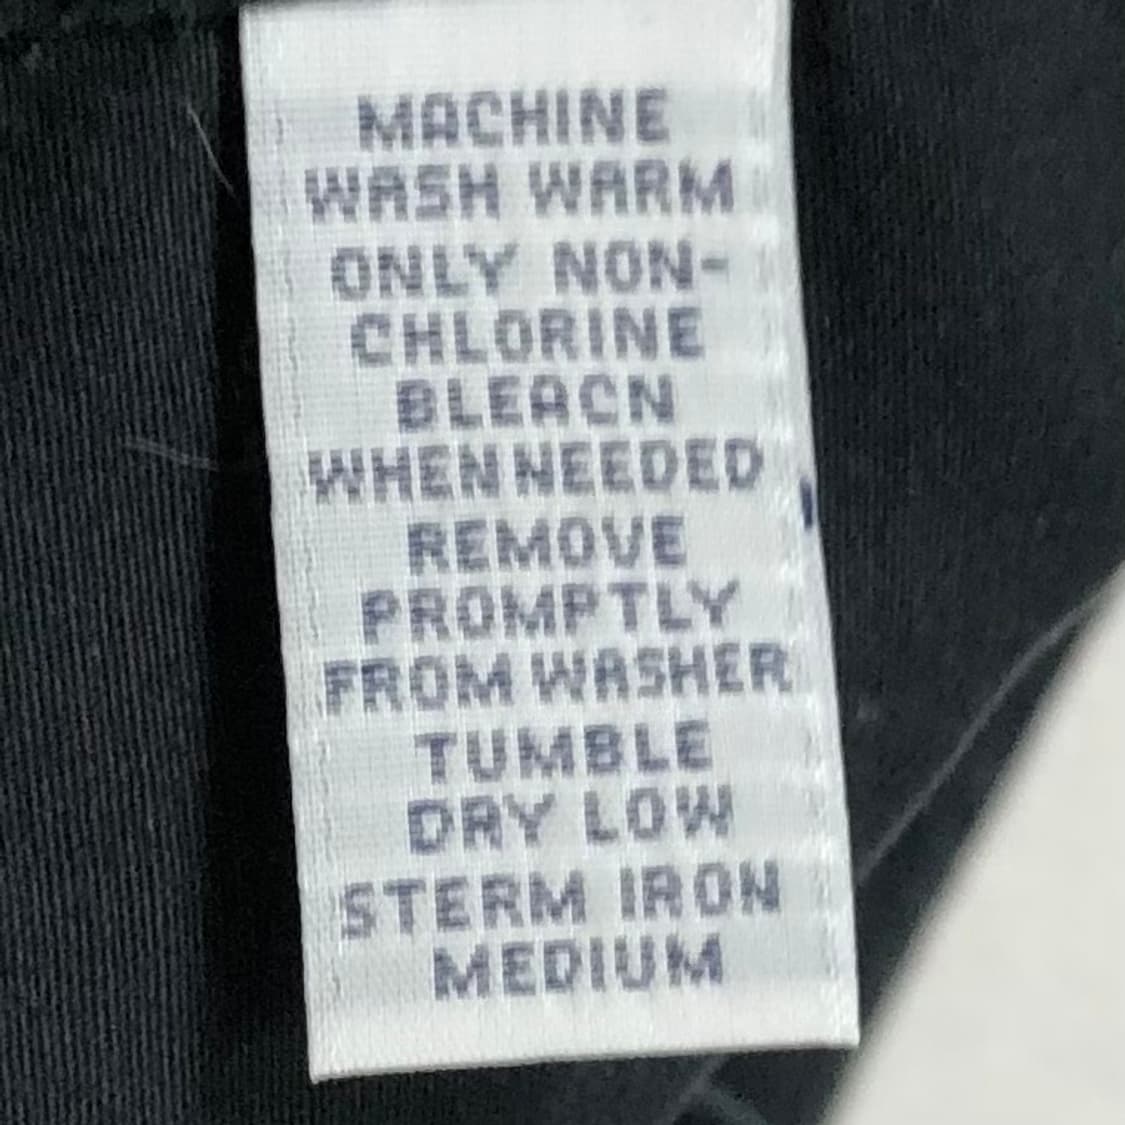 MACHINE
WASH WARM
ONLY NON-
CHLORINE
BLEACN
WHEN NEEDED
REMOVE
PROMPTLY
FROM WASHER
TUMBLE
DRY LOW
STERM IRON
MEDIUM